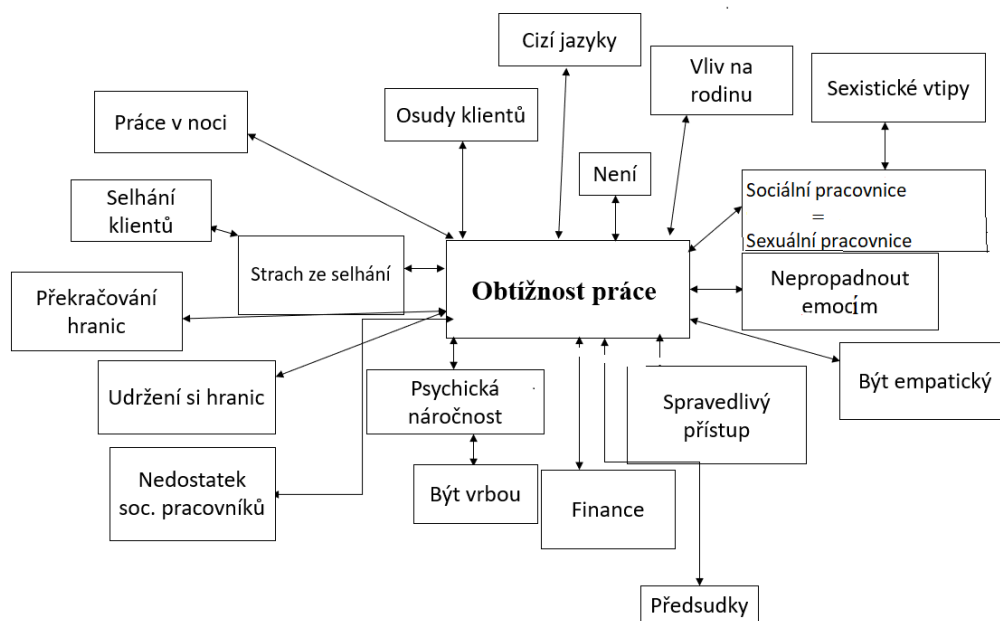 Cizí jazyky
Vliv na
rodinu
Sexistické vtipy
Osudy klientů
Práce v noci
Není
Sociální pracovnice
=
Sexuální pracovnice
Selhání
klientů
Strach ze selhání
Obtížnost práce
Nepropadnout
emocím
Překračování
hranic
Udržení si hranic
Psychická
náročnost
Spravedlivý
přístup
Být empatický
Nedostatek
soc. pracovníků
Být vrbou
Finance
Předsudky